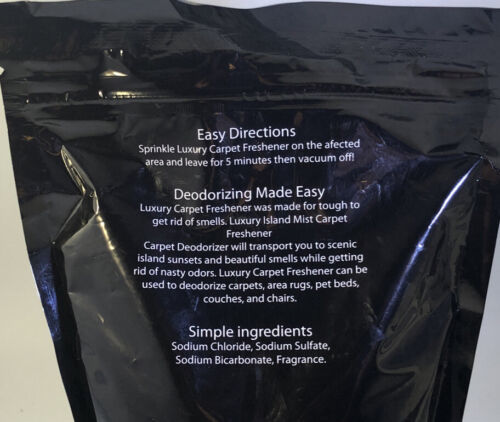 Easy Directions
Sprinkle Luxury Carpet Freshener on the afected
area and leave for 5 minutes then vacuum off!
Deodorizing Made Easy
Luxury Carpet Freshener was made for tough to
get rid of smells. Luxury Island Mist Carpet
Freshener
Carpet Deodorizer will transport you to scenic
island sunsets and beautiful smells while getting
rid of nasty odors. Luxury Carpet Freshener can be
used to deodorize carpets, area rugs, pet beds,
couches, and chairs.
Simple ingredients
Sodium Chloride, Sodium Sulfate,
Sodium Bicarbonate, Fragrance.